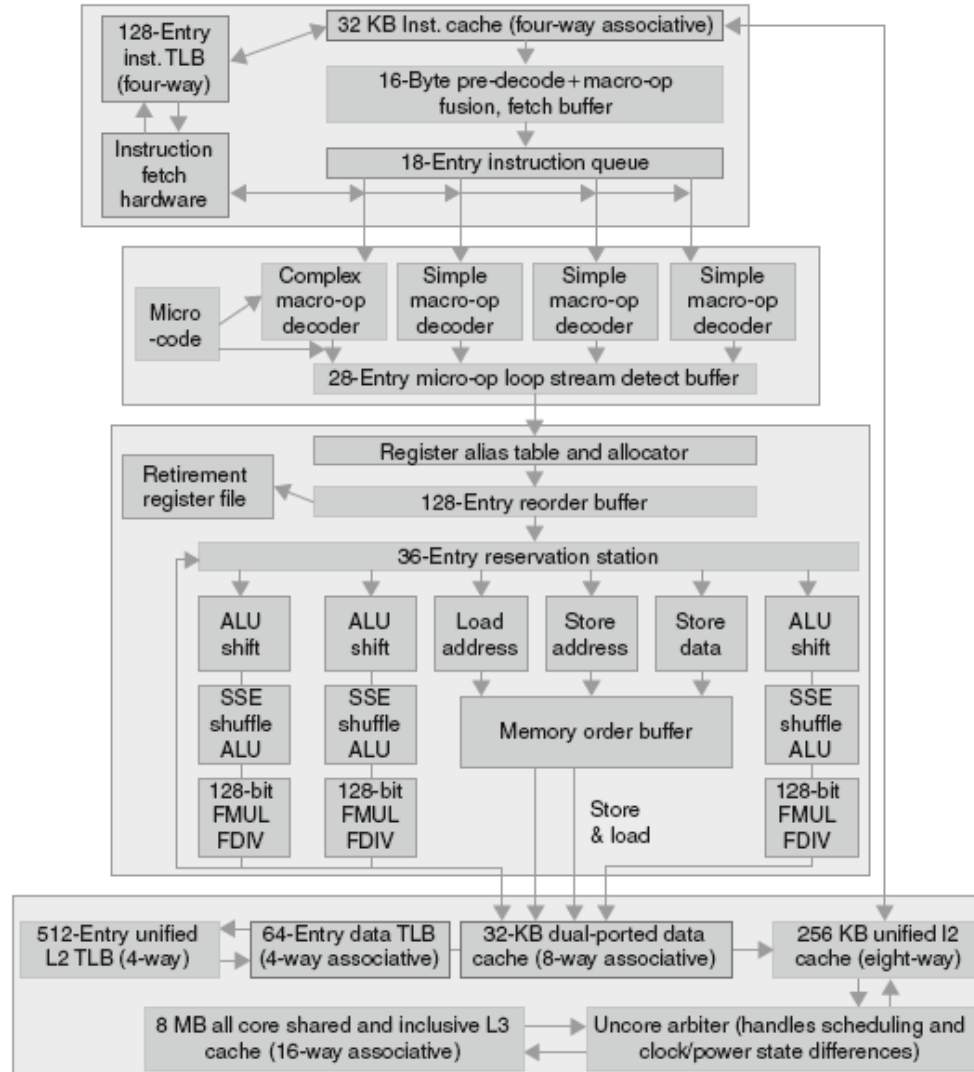 128-Entry
inst. TLB
(four-way)
32 KB Inst. cache (four-way associative)
16-Byte pre-decode+macro-op
fusion, fetch buffer
Instruction
fetch
hardware
18-Entry instruction queue
Micro
-code
Complex
macro-op
decoder
Simple
macro-op
decoder
Simple
macro-op
decoder
Simple
macro-op
decoder
28-Entry micro-op loop stream detect buffer
Register alias table and allocator
Retirement
register file
128-Entry reorder buffer
36-Entry reservation station
ALU
shift
ALU
shift
Load
address
Store
address
Store
data
ALU
shift
SSE
shuffle
ALU
SSE
shuffle
ALU
Memory order buffer
SSE
shuffle
ALU
128-bit
FMUL
FDIV
128-bit
FMUL
FDIV
Store
& load
128-bit
FMUL
FDIV
512-Entry unified
L2 TLB (4-way)
64-Entry data TLB
(4-way associative)
32-KB dual-ported data
cache (8-way associative)
256 KB unified l2
cache (eight-way)
8 MB all core shared and inclusive L3
cache (16-way associative)
Uncore arbiter (handles scheduling and
clock/power state differences)